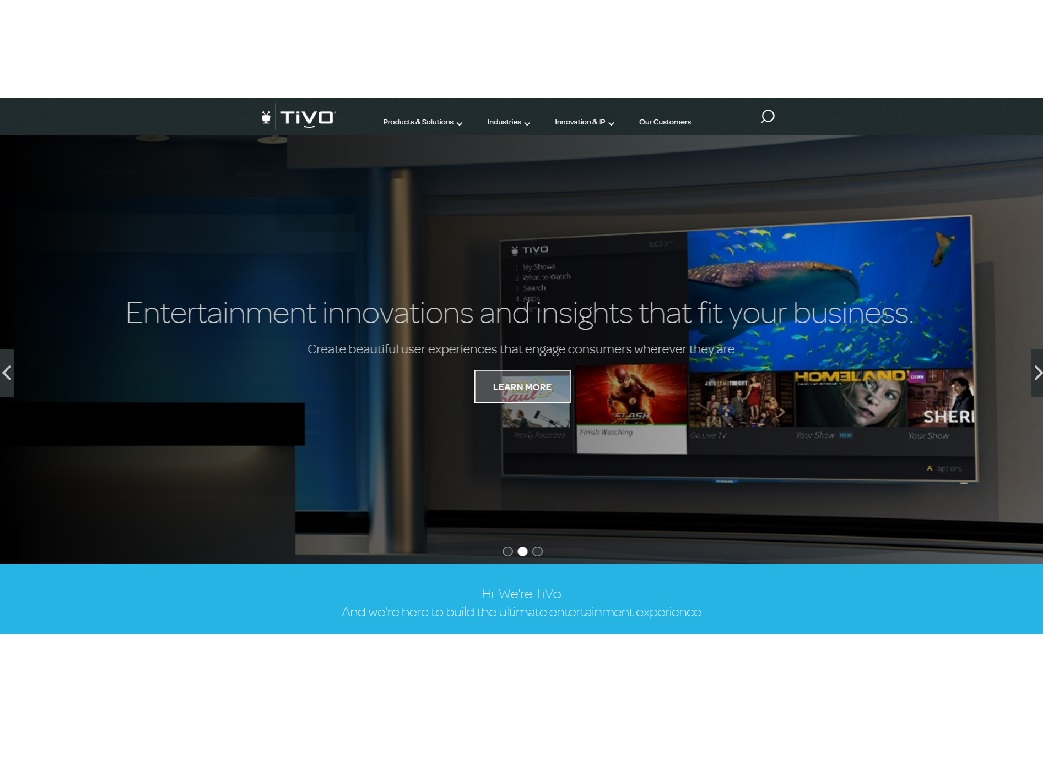 TiVo
Products & Solutions
Industries
Innovation & IP
Our Customers
TiVo
My Shows
What to Watch
Search
Apps
Entertainment innovations and insights that fit your business.
Create beautiful user experiences that engage consumers wherever they are
LEARN MORE
Saul
FLASH
HOMELAND
SHERL
Finish Watching
Go Live TV
Your Show NEW
Your Show
options
Hi. We're TiVo
And we're here to build the ultimate entertainment experience